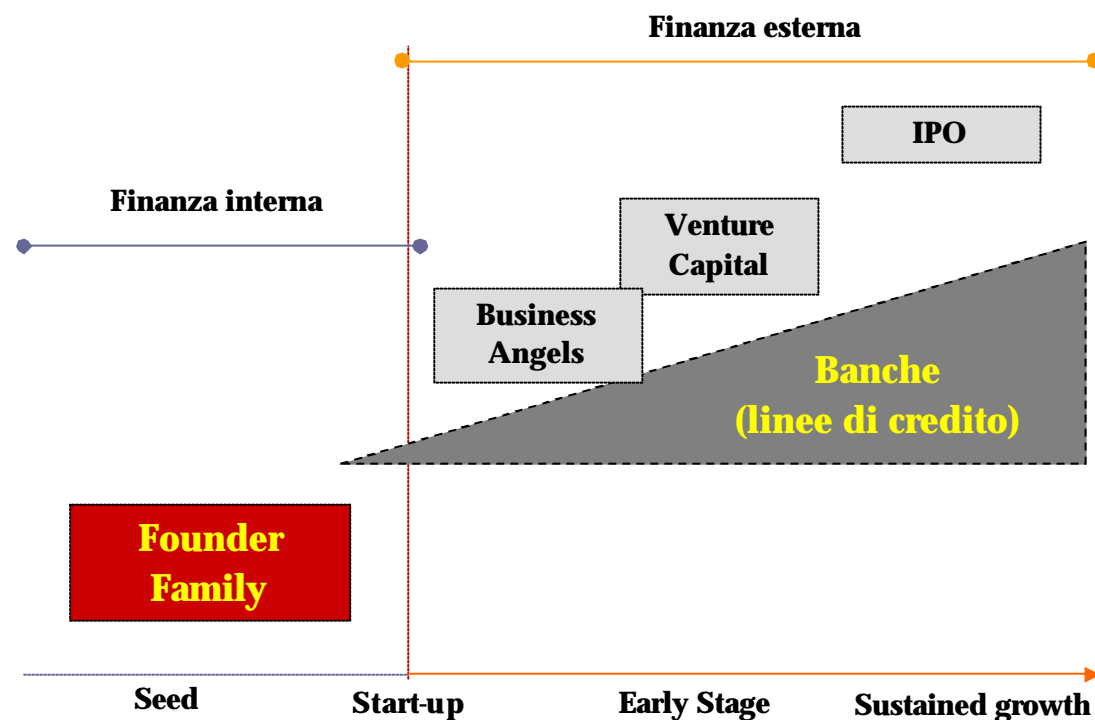 Finanza esterna
IPO
Finanza interna
Venture
Capital
Business
Angels
Banche
(linee di credito)
Founder
Family
Seed
Start-up
Early Stage
Sustained growth